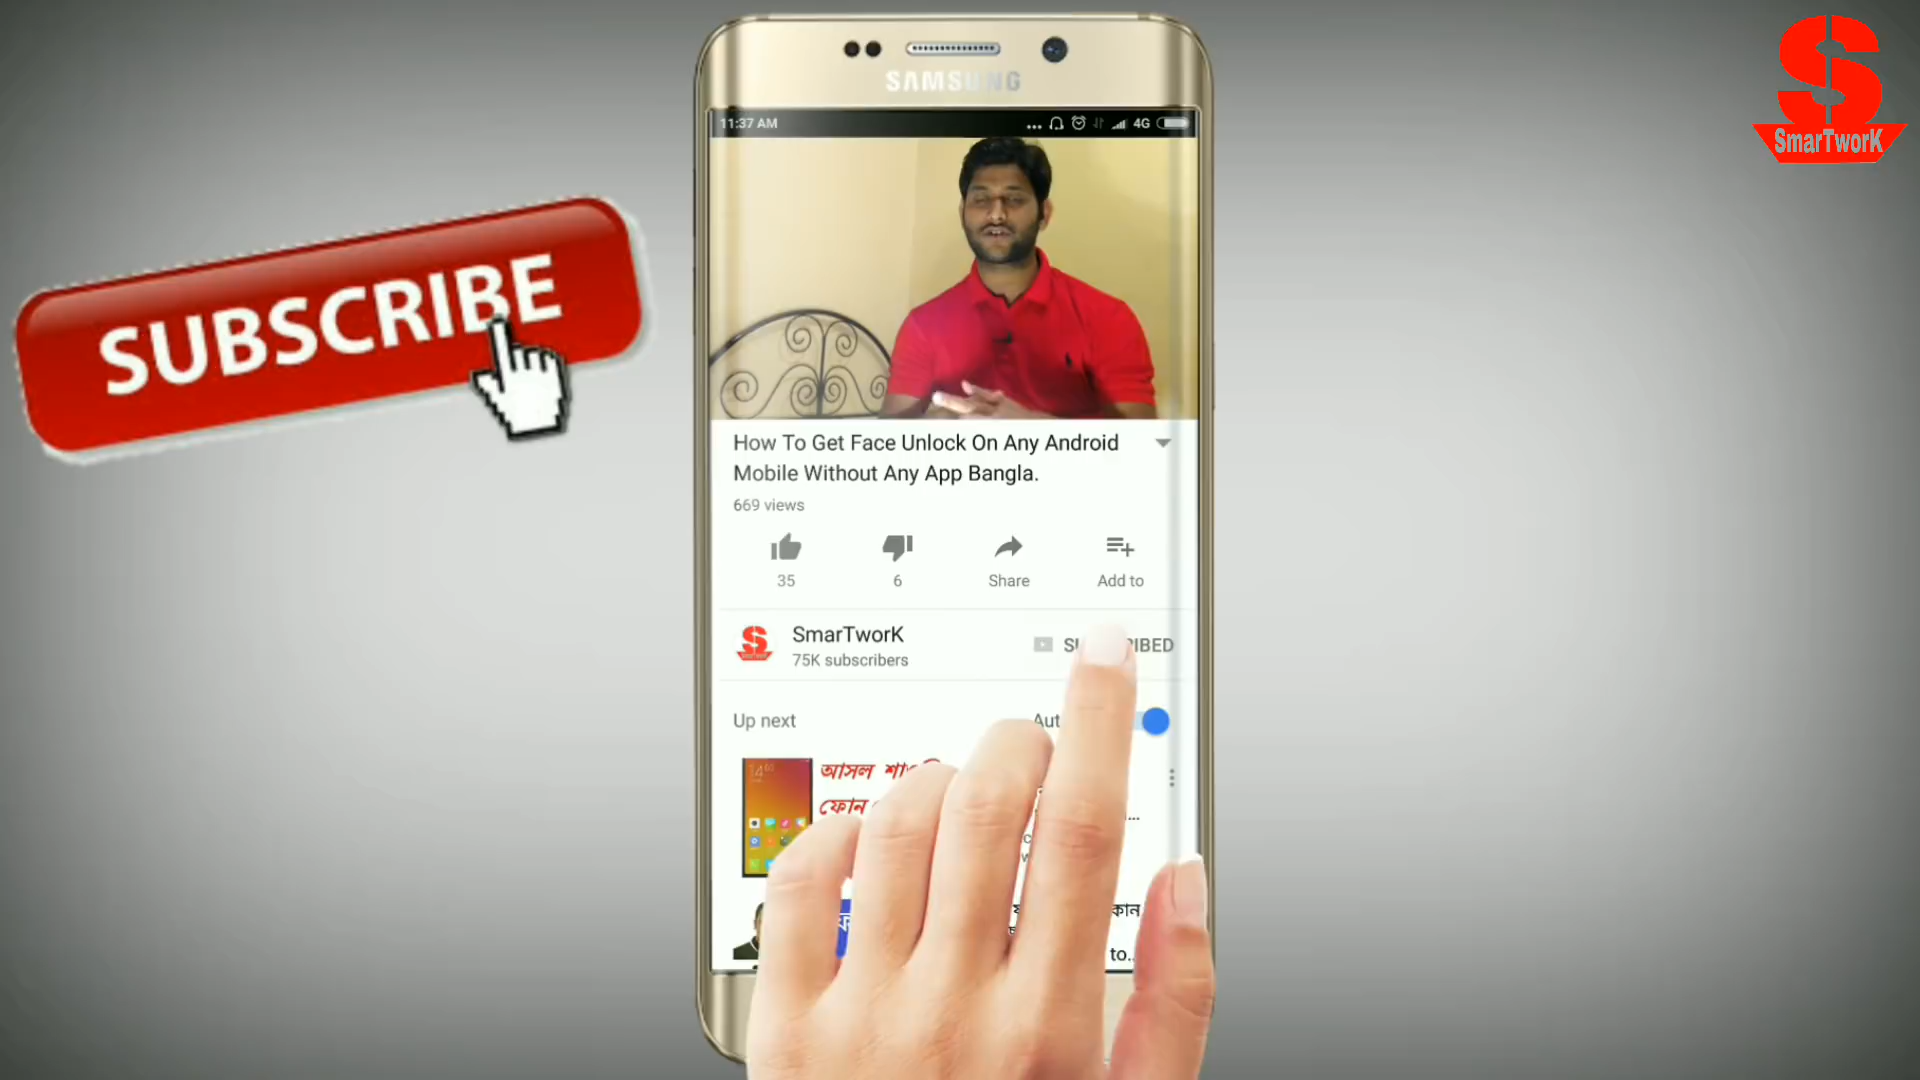 SmarTworK
SUBSCRIBE
SAMSUNG
11:37 AM
4G
How To Get Face Unlock On Any Android
Mobile Without Any App Bangla.
669 views
35
6
Share
Add to
SmarTworK
75K subscribers
Up next
আসল
ফোন
কান
to..